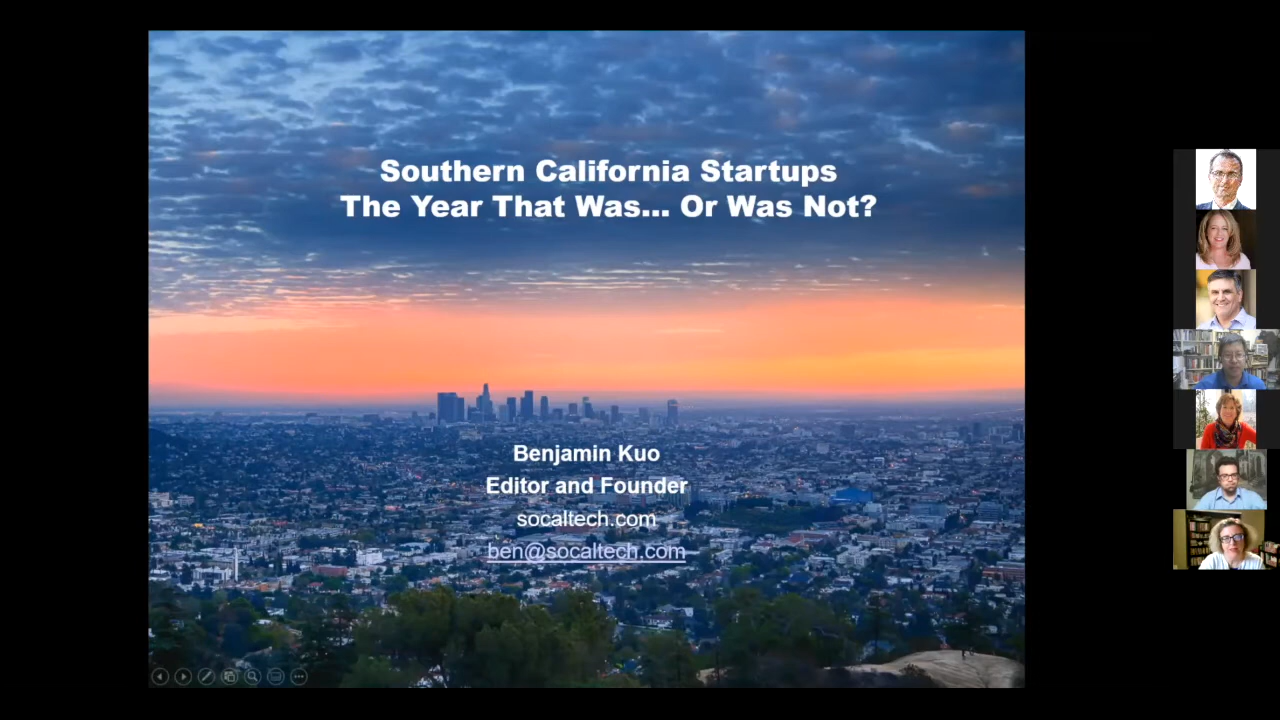 Southern California Startups
The Year That Was... Or Was Not?
Benjamin Kuo
Editor and Founder
socaltech.com
ben@socaltech.com